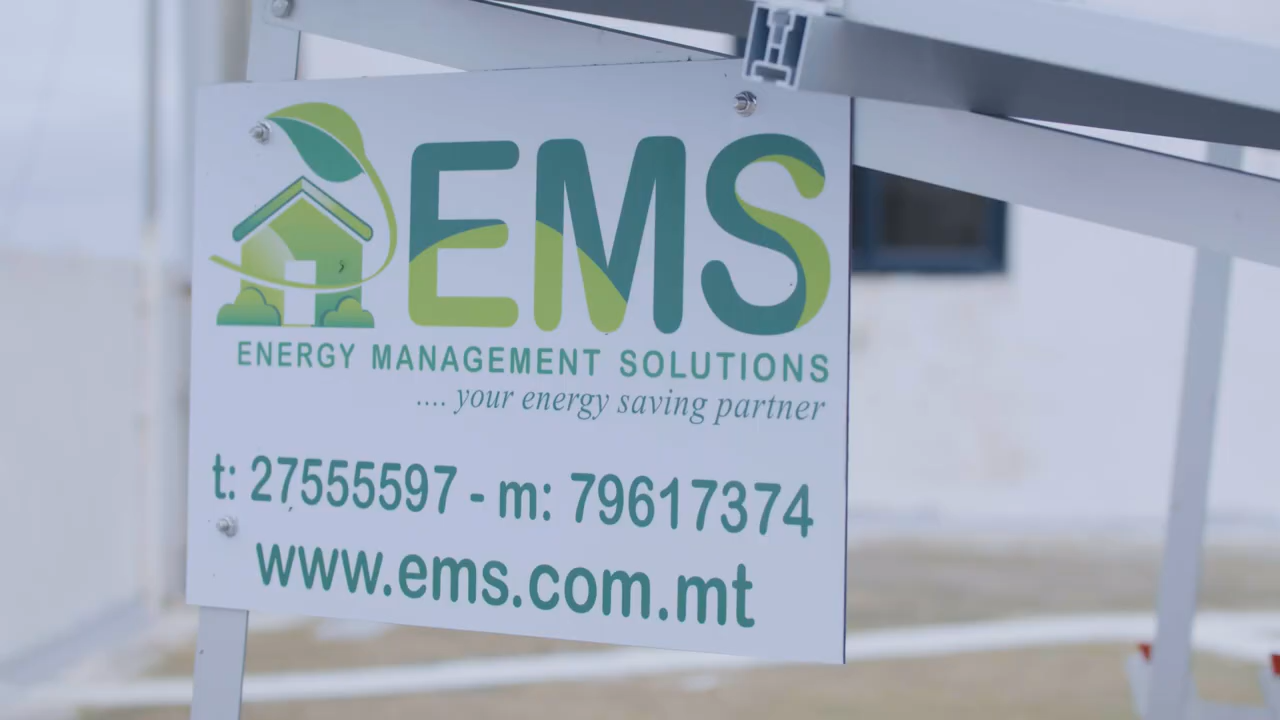 EMS
ENERGY MANAGEMENT SOLUTIONS
.... your energy saving partner
t: 27555597 - m: 79617374
www.ems.com.mt